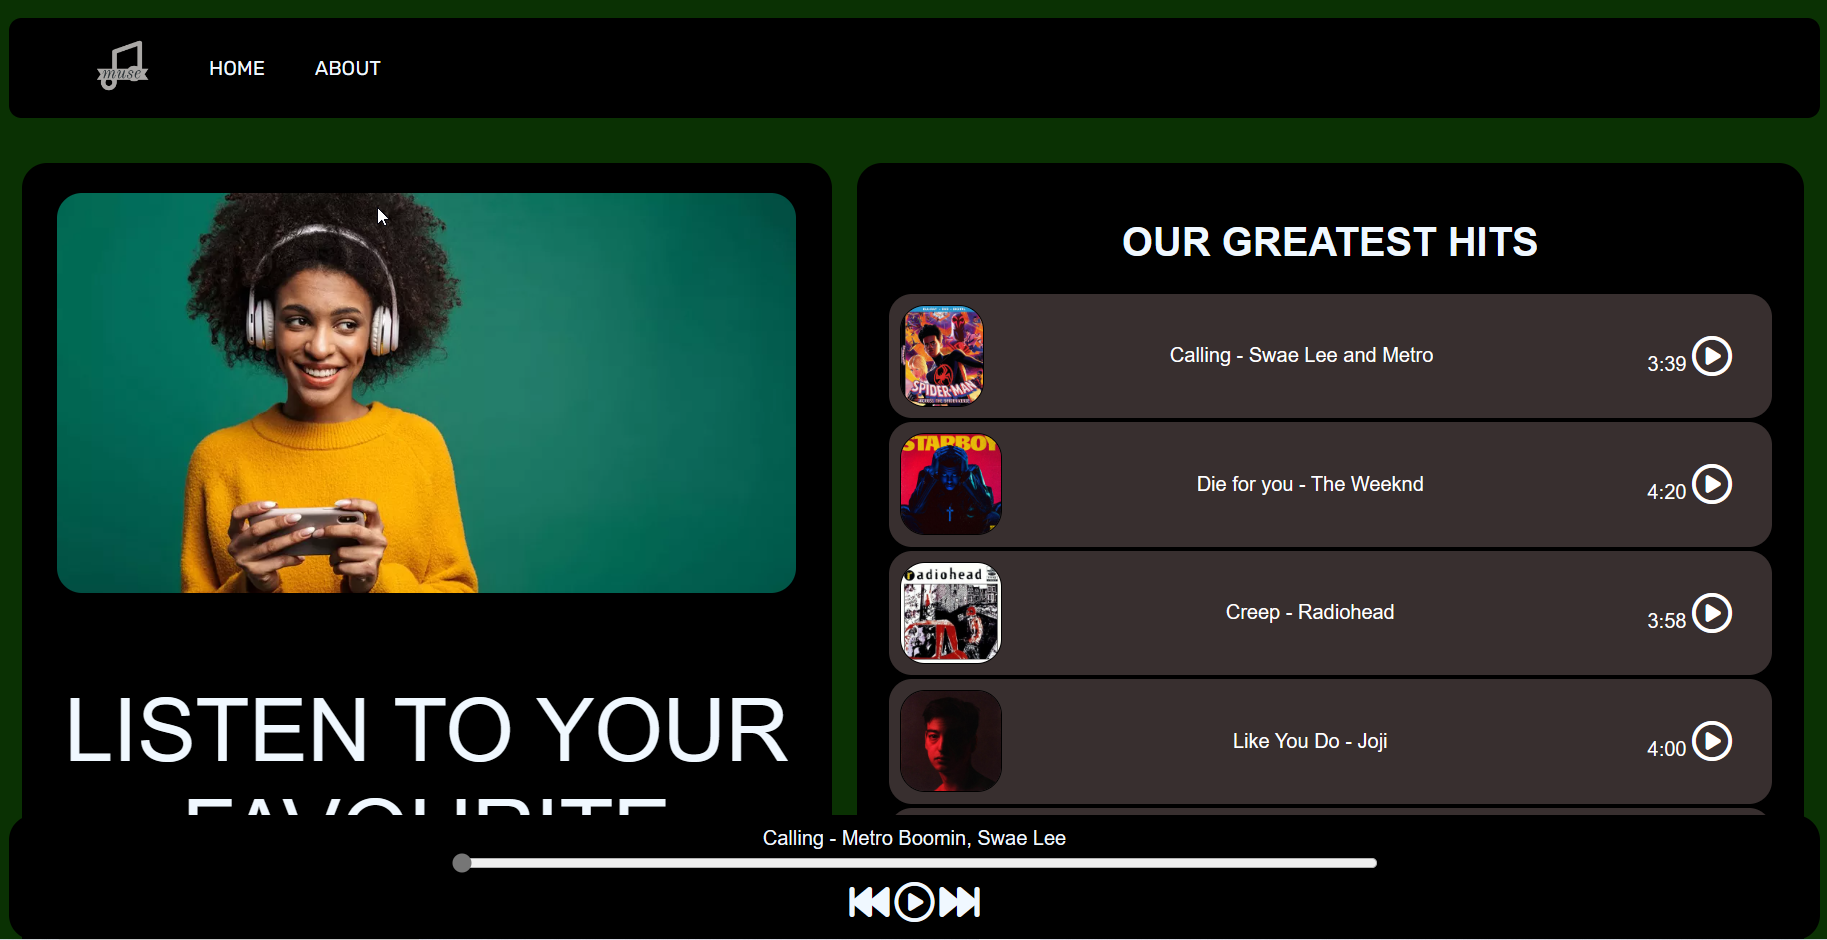 muse
HOME
ABOUT
OUR GREATEST HITS
SPIDER-MAN
Calling - Swae Lee and Metro
3:39
STARBOY
Die for you - The Weeknd
4:20
radiohead
Creep - Radiohead
3:58
Like You Do - Joji
4:00
LISTEN TO YOUR
FAVOURITE
Calling - Metro Boomin, Swae Lee